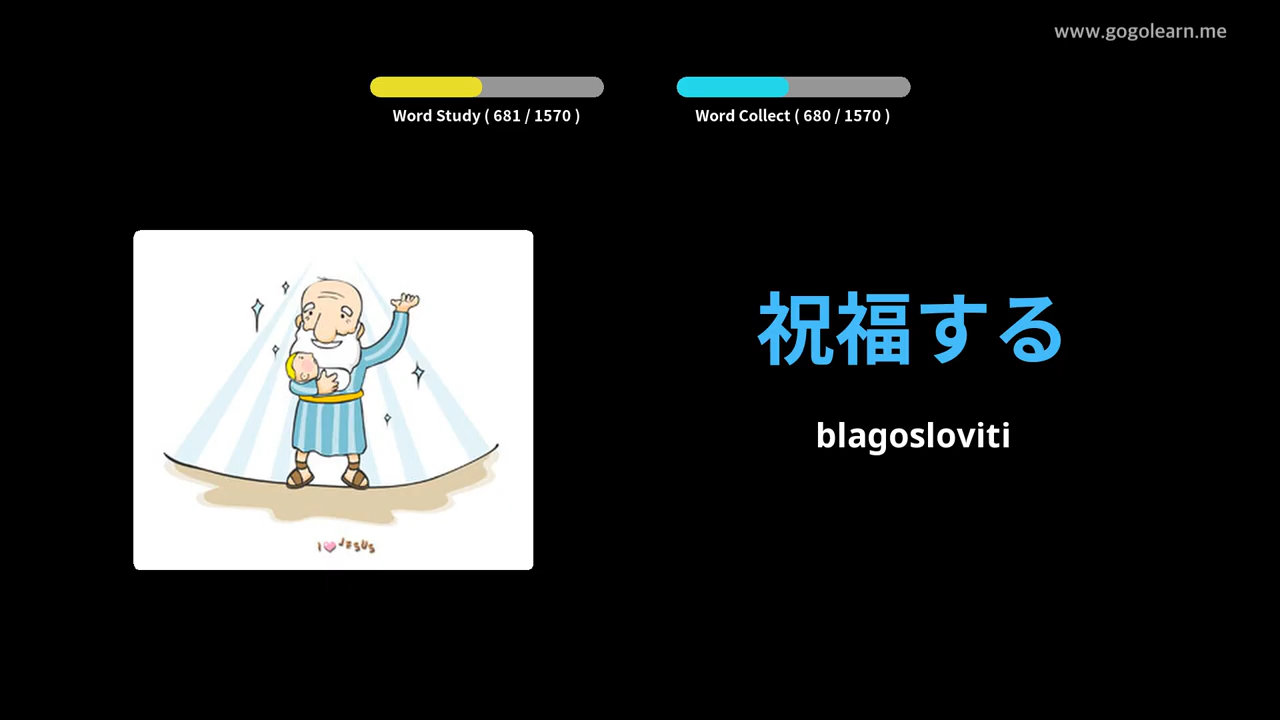 www.gogolearn.me
Word Study ( 681 / 1570 )
Word Collect ( 680 / 1570 )
祝福する
blagosloviti
I JESUS